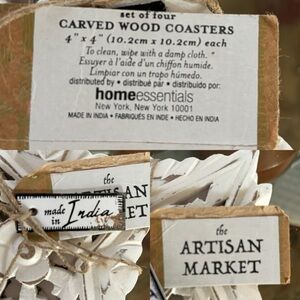 set of four
CARVED WOOD COASTERS
4" x 4" (10.2cm x 10.2cm) each
To clean, wipe with a damp cloth. •
Essuyer à l'aide d'un chiffon humide.
Limpiar con un trapo húmedo.
distributed by • distribué par • distribuido por:
homeessentials
New York, New York 10001
MADE IN INDIA • FABRIQUÉS EN INDE • HECHO EN INDIA
the
ARTISAN
MARKET
made in India
the
ARTISAN
MARKET